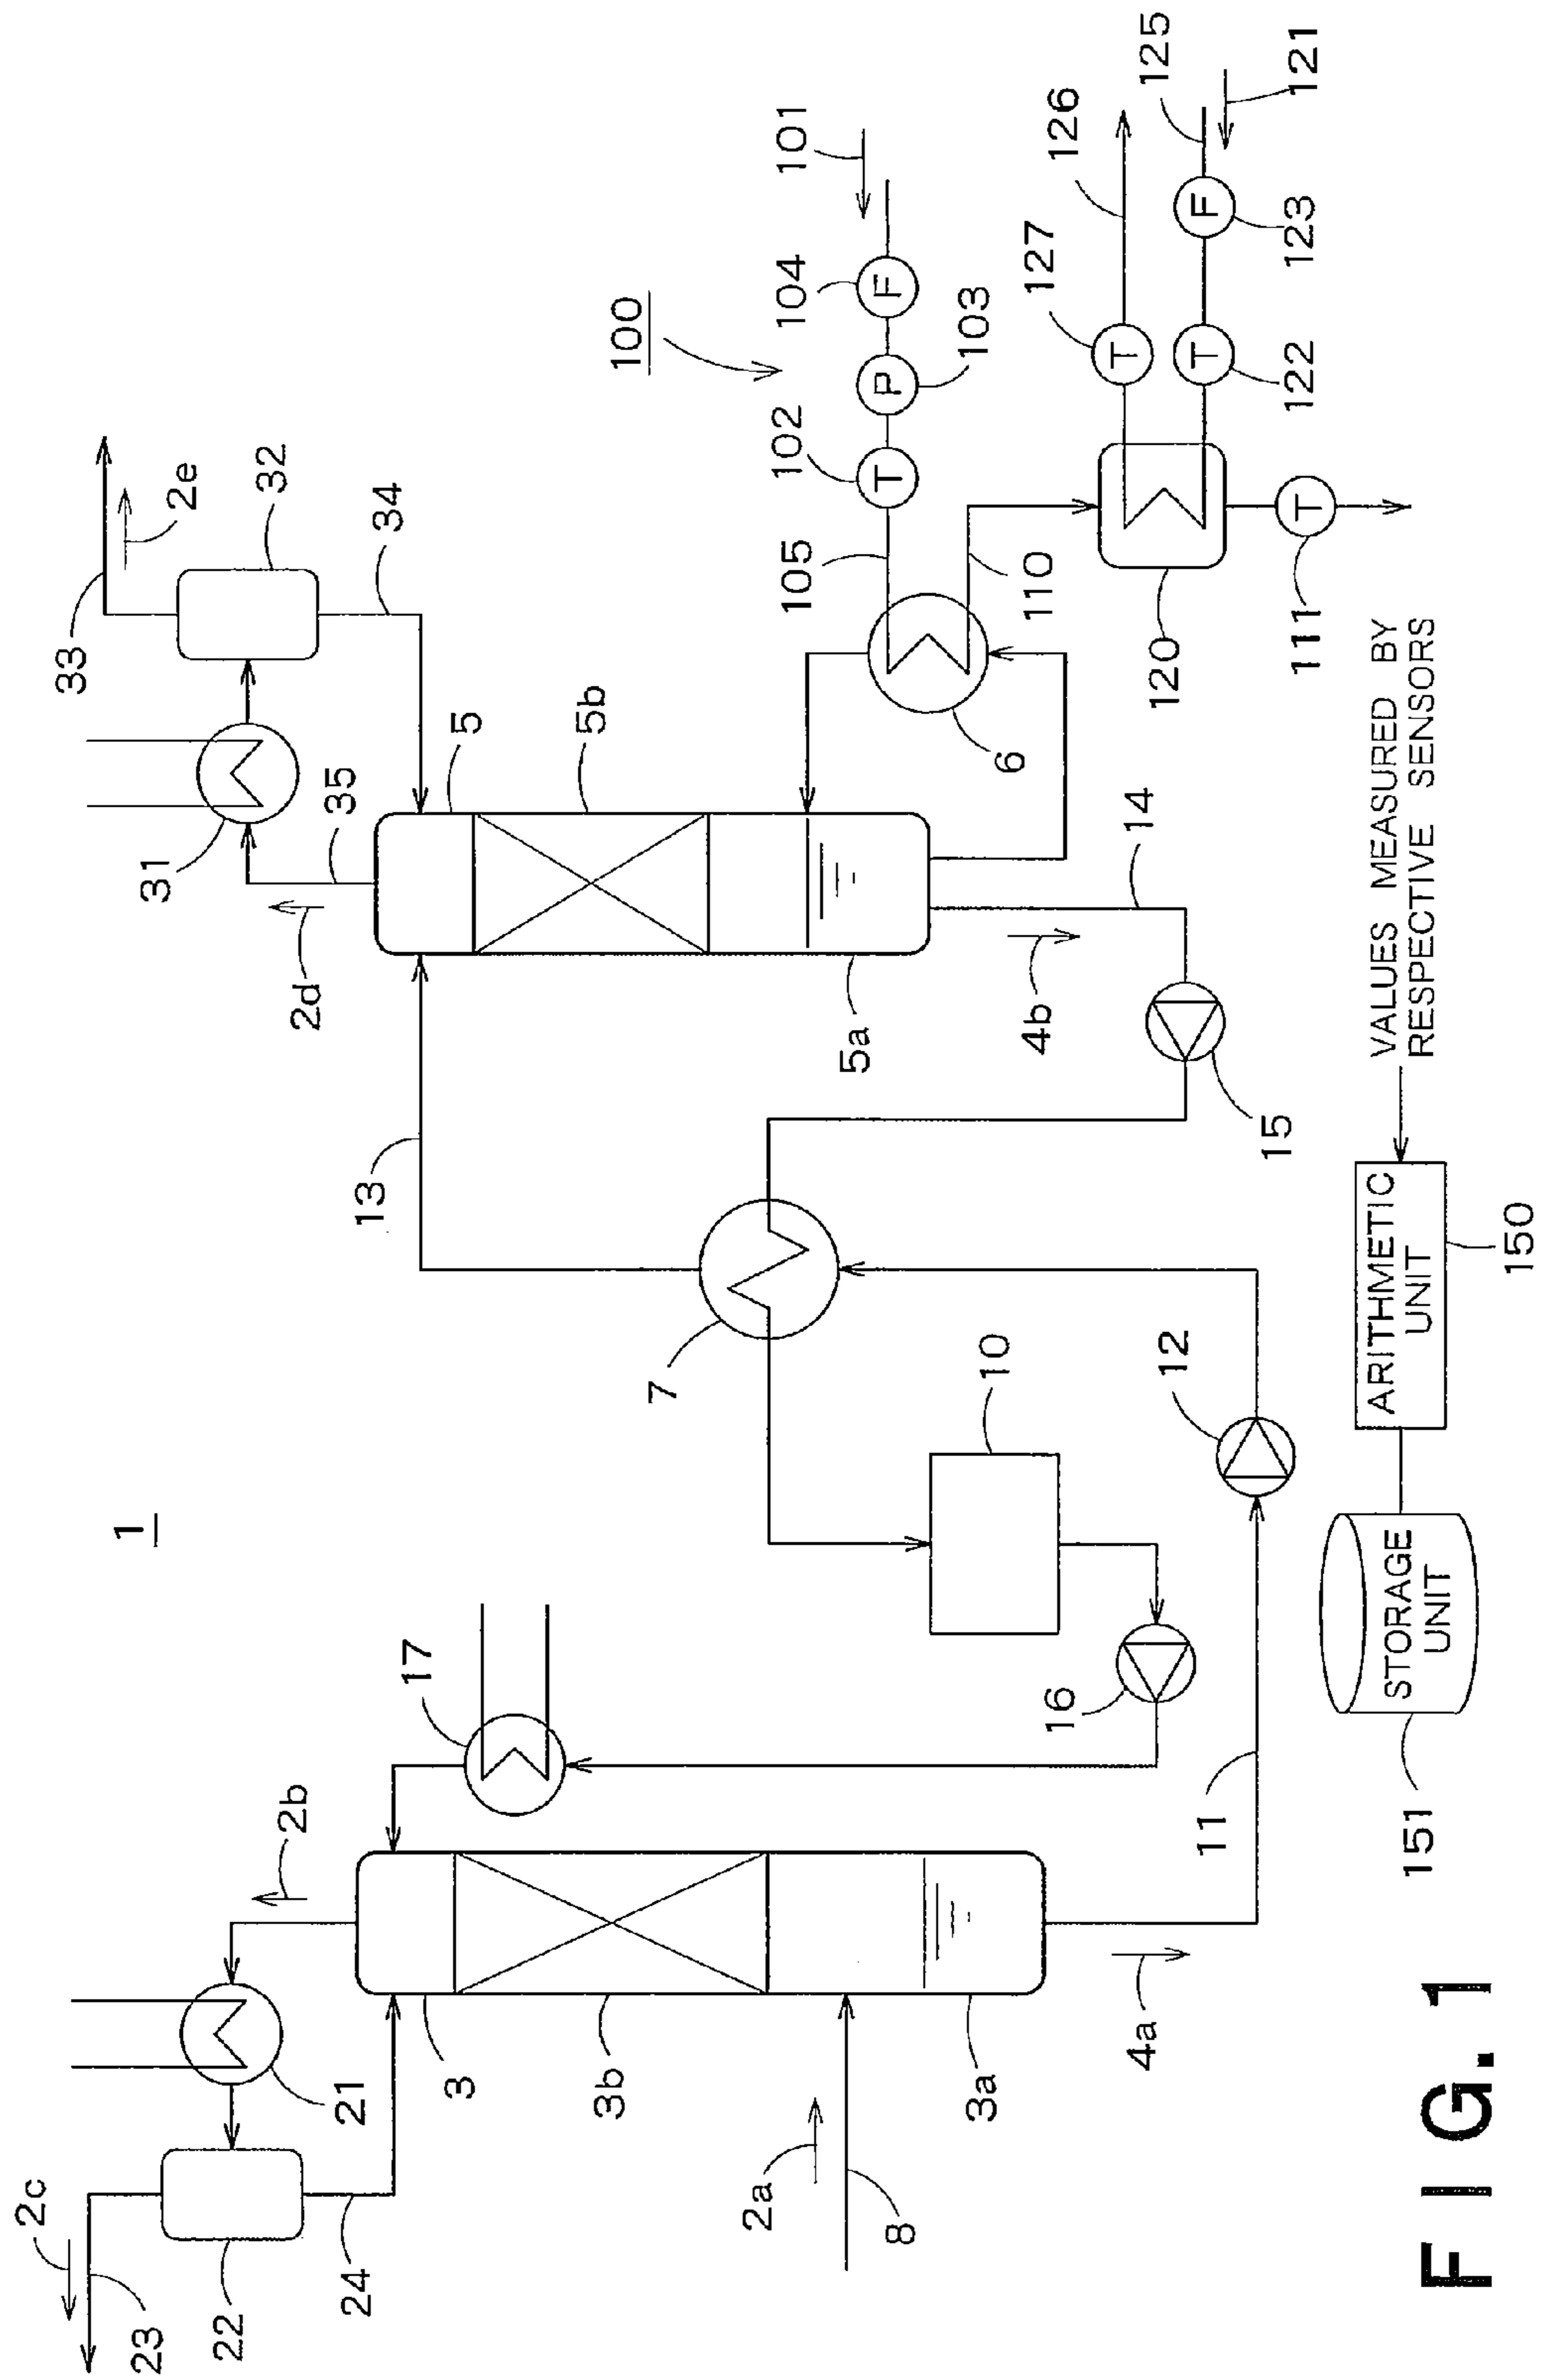 1
2c
23
22
24
21
2b
3
3b
3a
2a
8
4a
17
16
10
11
12
7
13
15
14
4b
5a
5
5b
2d
35
31
33
2e
32
34
6
100
101
102
T
103
P
104
F
105
110
120
111
T
127
T
126
122
T
123
F
125
121
VALUES MEASURED BY
RESPECTIVE SENSORS
ARITHMETIC
UNIT
150
STORAGE
UNIT
151
FIG. 1